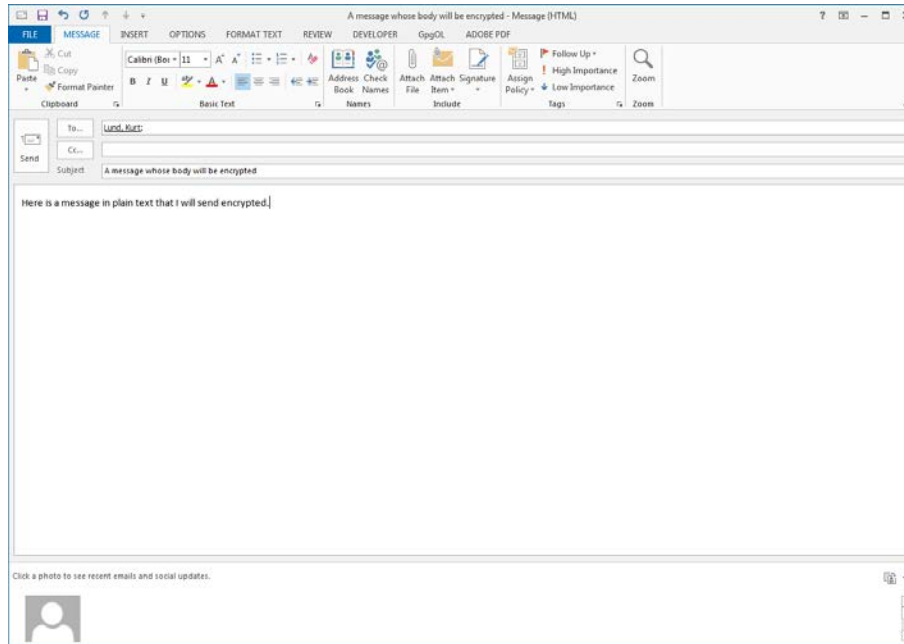 A message whose body will be encrypted - Message (HTML)
FILE MESSAGE INSERT OPTIONS FORMAT TEXT REVIEW DEVELOPER GpgOL ADOBE PDF
Paste
Cut
Copy
Format Painter
Clipboard
Calibri (Boı 11
B I U
Basic Text
Address Book
Check Names
Names
Attach File
Attach Item
Signature
Include
Assign Policy
Follow Up
High Importance
Low Importance
Tags
Zoom
Zoom
Send
To...
Lund, Kurt;
Cc...
Subject
A message whose body will be encrypted
Here is a message in plain text that I will send encrypted.
Click a photo to see recent emails and social updates.